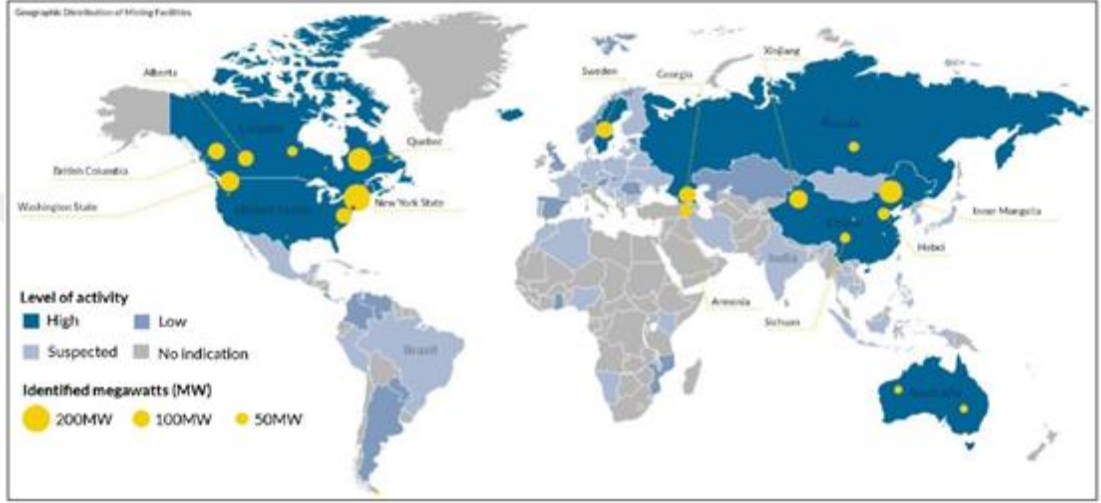 Geographic Distribution of Mining Facilities
Xinjiang
Alberta
Sweden
Georgia
Canada
Russia
Quebec
British Columbia
Washington State
United States
New York State
Inner Mongolia
China
Hebei
India
Level of activity
High
Low
Armenia
Sichuan
Suspected
No indication
Brazil
Identified megawatts (MW)
Australia
200MW
100MW
50MW